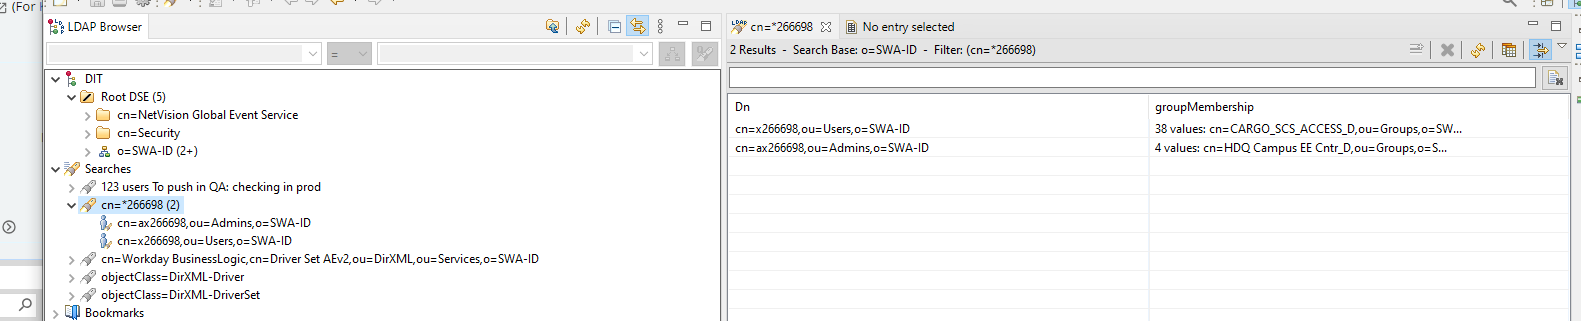 (For
LDAP Browser
=
DIT
Root DSE (5)
cn=NetVision Global Event Service
cn=Security
o=SWA-ID (2+)
Searches
123 users To push in QA: checking in prod
cn=*266698 (2)
cn=ax266698,ou=Admins,o=SWA-ID
cn=x266698,ou=Users,o=SWA-ID
cn=Workday BusinessLogic,cn=Driver Set AEv2,ou=DirXML,ou=Services,o=SWA-ID
objectClass=DirXML-Driver
objectClass=DirXML-DriverSet
Bookmarks
LDAP cn=*266698
No entry selected
2 Results - Search Base: o=SWA-ID - Filter: (cn=*266698)
Dn groupMembership
cn=x266698,ou=Users,o=SWA-ID 38 values: cn=CARGO_SCS_ACCESS_D,ou=Groups,o=SW...
cn=ax266698,ou=Admins,o=SWA-ID 4 values: cn=HDQ Campus EE Cntr_D,ou=Groups,o=S...